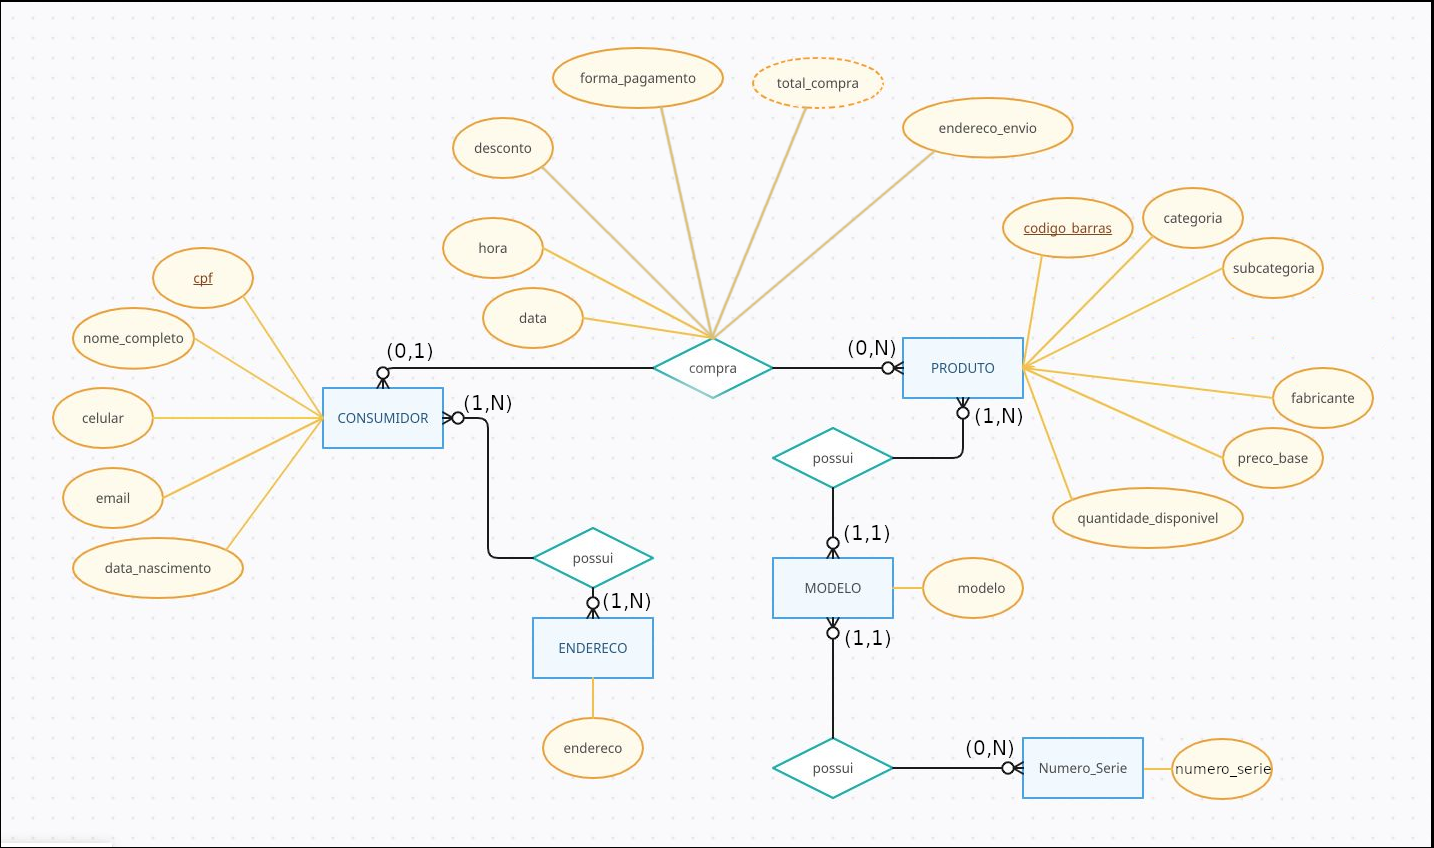 forma_pagamento
total_compra
endereco_envio
desconto
hora
data
codigo_barras
categoria
subcategoria
cpf
nome_completo
celular
email
data_nascimento
(0,1)
compra
(0,N)
PRODUTO
CONSUMIDOR
(1,N)
(1,N)
fabricante
preco_base
quantidade_disponivel
possui
(1,1)
possui
(1,N)
MODELO
modelo
(1,1)
ENDERECO
endereco
(0,N)
possui
Numero_Serie
numero_serie